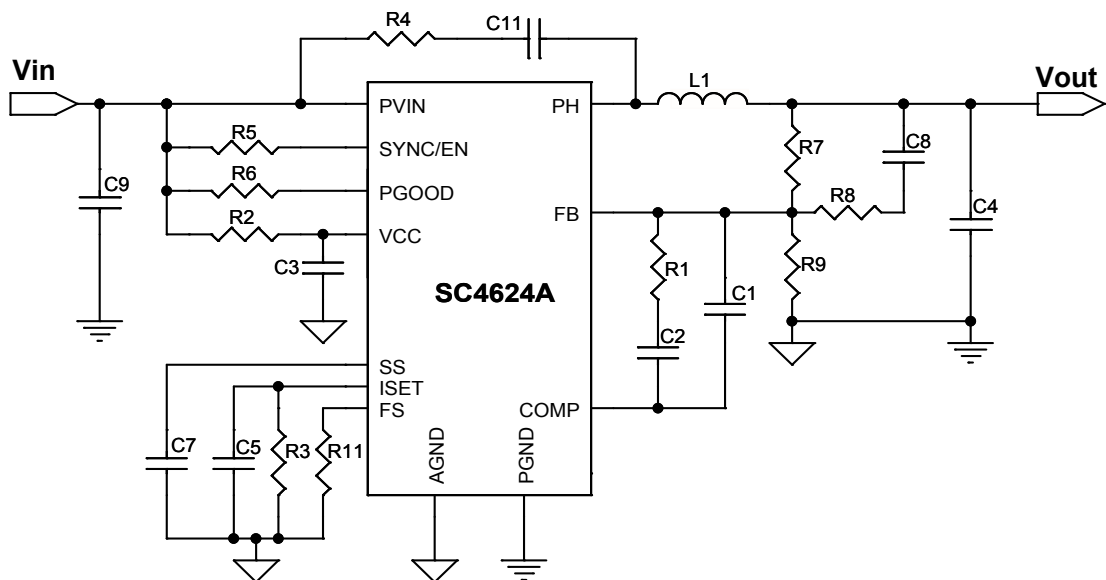 R4
C11
Vin
L1
Vout
PVIN
PH
R5
SYNC/EN
R7
C8
R6
PGOOD
C9
R8
R2
FB
C4
VCC
C3
R1
R9
SC4624A
C1
C2
SS
ISET
FS
COMP
C7
C5
R3
R11
AGND
PGND